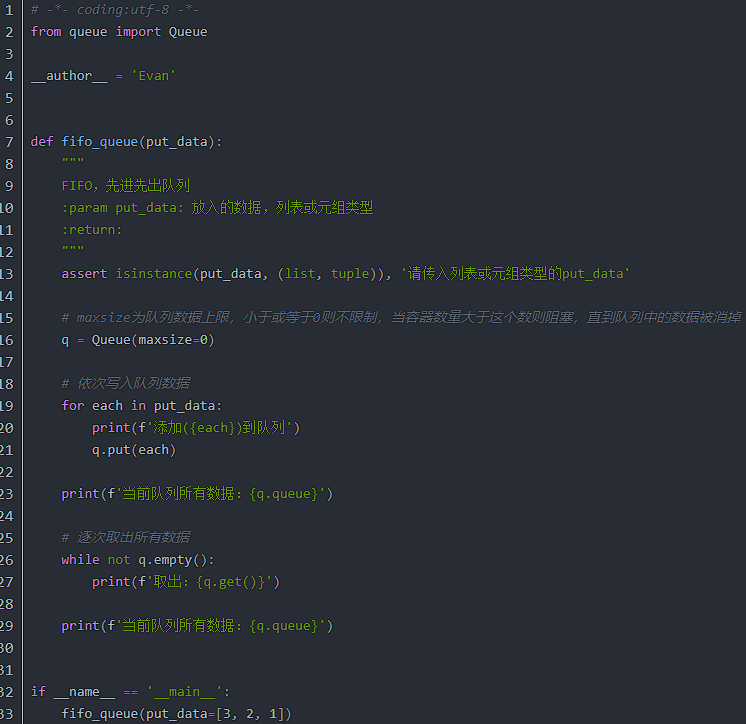 1 # -*- coding:utf-8 -*-
2 from queue import Queue
3
4 __author__ = 'Evan'
5
6
7 def fifo_queue(put_data):
8     """
9     FIFO，先进先出队列
10     :param put_data: 放入的数据，列表或元组类型
11     :return:
12     """
13     assert isinstance(put_data, (list, tuple)), '请传入列表或元组类型的put_data'
14
15     # maxsize为队列数据上限，小于或等于0则不限制，当容器数量大于这个数则阻塞，直到队列中的数据被消掉
16     q = Queue(maxsize=0)
17
18     # 依次写入队列数据
19     for each in put_data:
20         print(f'添加({each})到队列')
21         q.put(each)
22
23     print(f'当前队列所有数据：{q.queue}')
24
25     # 逐次取出所有数据
26     while not q.empty():
27         print(f'取出：{q.get()}')
28
29     print(f'当前队列所有数据：{q.queue}')
30
31
32 if __name__ == '__main__':
33     fifo_queue(put_data=[3, 2, 1])